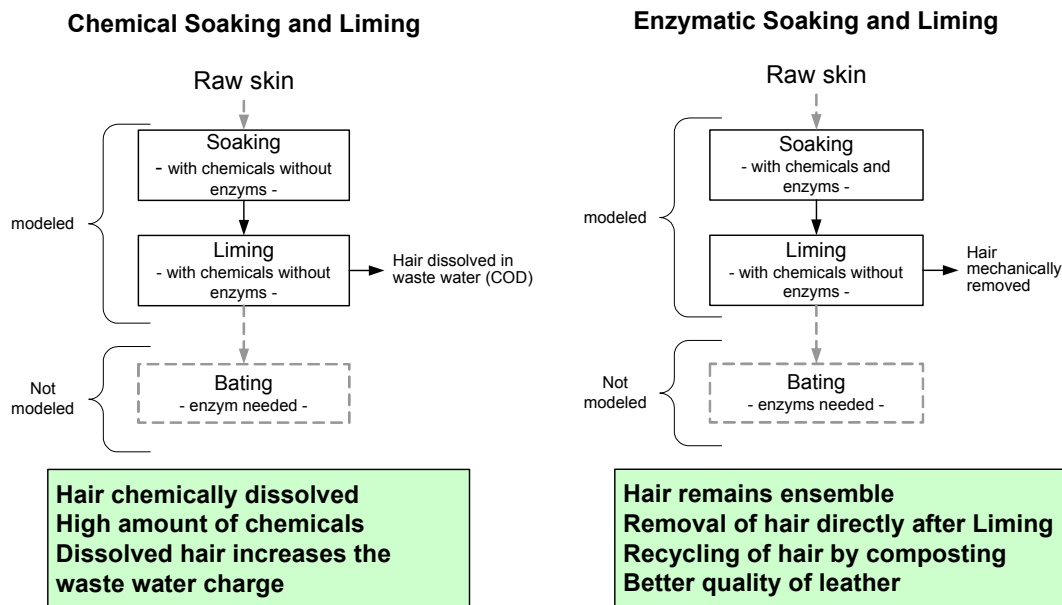 Chemical Soaking and Liming
Raw skin
Soaking
- with chemicals without
enzyms -
modeled
Liming
- with chemicals without
enzyms -
Hair dissolved in
waste water (COD)
Not
modeled
Bating
- enzym needed -
Hair chemically dissolved
High amount of chemicals
Dissolved hair increases the
waste water charge
Enzymatic Soaking and Liming
Raw skin
Soaking
- with chemicals and
enzyms -
modeled
Liming
- with chemicals without
enzyms -
Hair
mechanically
removed
Not
modeled
Bating
- enzyms needed -
Hair remains ensemble
Removal of hair directly after Liming
Recycling of hair by composting
Better quality of leather